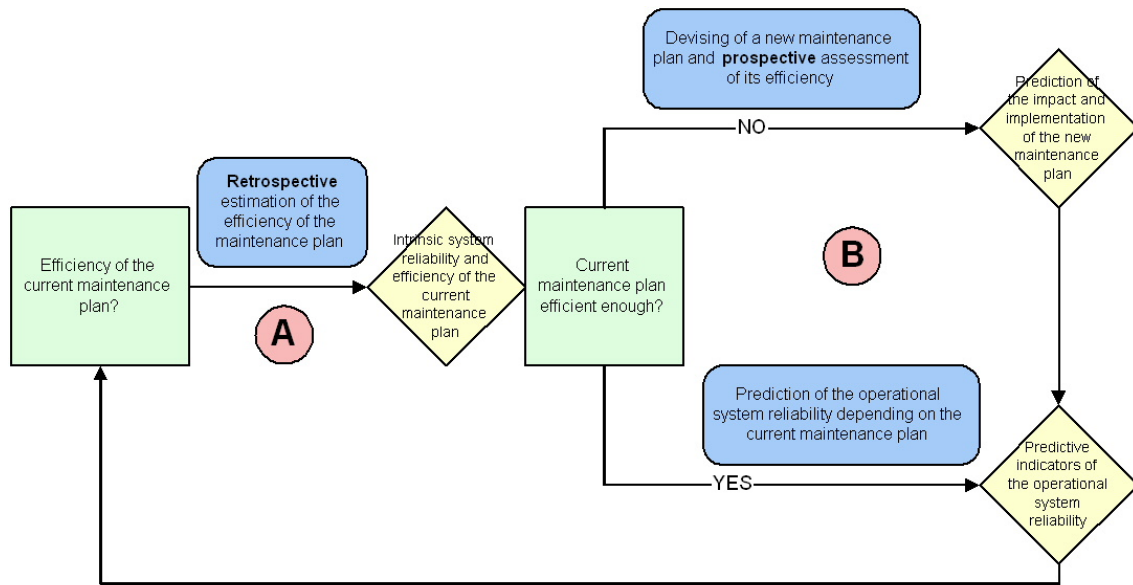 Efficiency of the
current maintenance
plan?
Retrospective
estimation of the
efficiency of the
maintenance plan
A
Intrinsic system
reliability and
efficiency of the
current
maintenance
plan
Current
maintenance plan
efficient enough?
Devising of a new maintenance
plan and prospective assessment
of its efficiency
NO
Prediction of
the impact and
implementation
of the new
maintenance
plan
B
Prediction of the operational
system reliability depending on the
current maintenance plan
YES
Predictive
indicators of
the operational
system
reliability